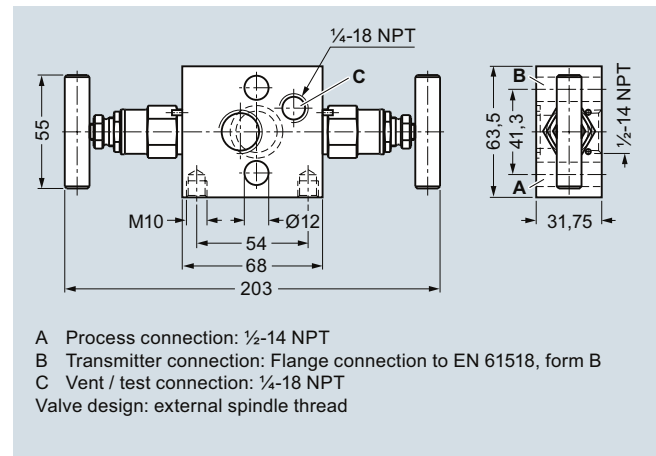 ¼-18 NPT
C
55
M10
Ø12
54
68
203
B
A
63,5
41,3
½-14 NPT
31,75
A Process connection: ½-14 NPT
B Transmitter connection: Flange connection to EN 61518, form B
C Vent / test connection: ¼-18 NPT
Valve design: external spindle thread